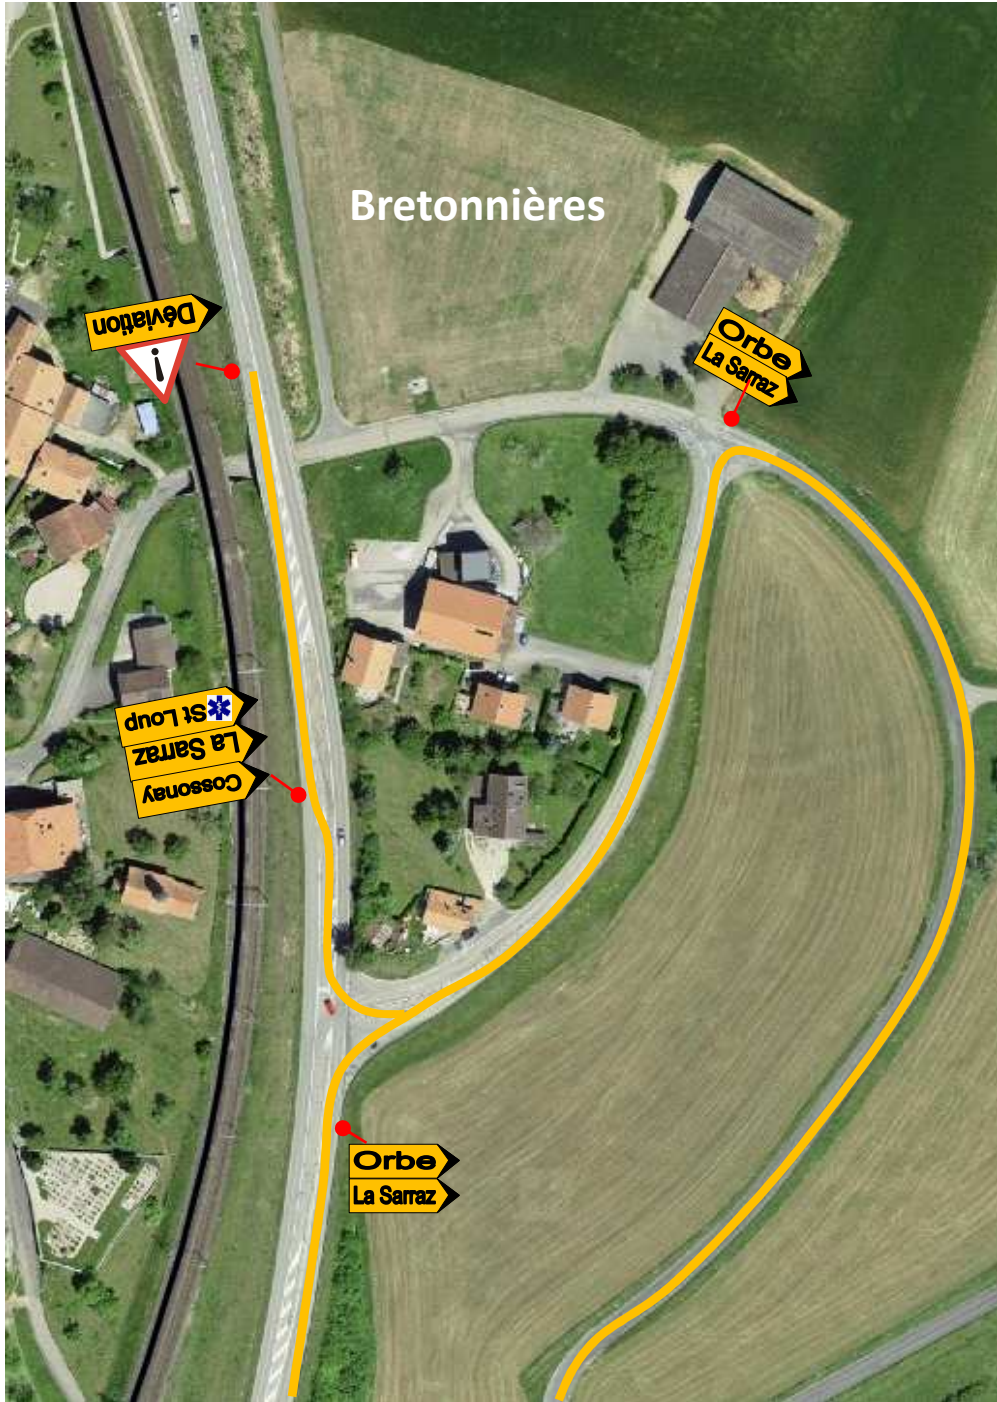 Bretonnières
Déviation
!
Orbe
La Sarraz
St Loup
La Sarraz
Cossonay
Orbe
La Sarraz